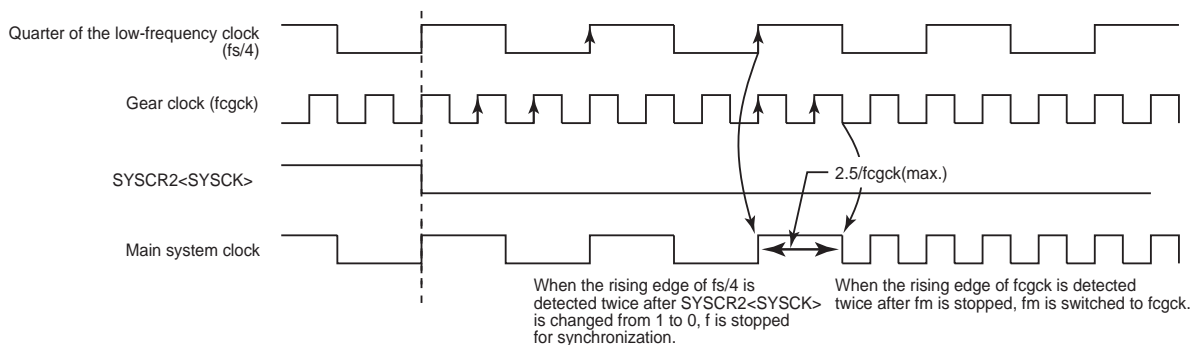 Quarter of the low-frequency clock
(fs/4)
Gear clock (fcgck)
SYSCR2<SYSCK>
2.5/fcgck(max.)
Main system clock
When the rising edge of fs/4 is
detected twice after SYSCR2<SYSCK>
is changed from 1 to 0, f is stopped
for synchronization.
When the rising edge of fcgck is detected
twice after fm is stopped, fm is switched to fcgck.